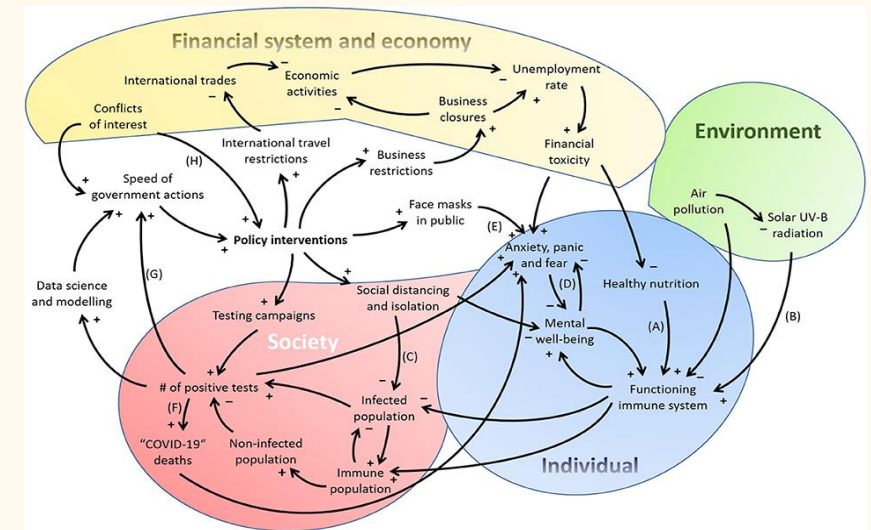 Financial system and economy
International trades
Economic
activities
Unemployment
rate
Conflicts
of interest
Business
closures
Financial
toxicity
Environment
(H)
International travel
restrictions
Business
restrictions
Speed of
government actions
Air
pollution
Solar UV-B
radiation
Face masks
in public
(E)
Policy interventions
Anxiety, panic
and fear
(G)
(D)
Healthy nutrition
Data science
and modelling
Social distancing
and isolation
Testing campaigns
Mental
well-being
(A)
(B)
Society
(C)
# of positive tests
Functioning
immune system
(F)
Infected
population
"COVID-19"
deaths
Non-infected
population
Immune
population
Individual